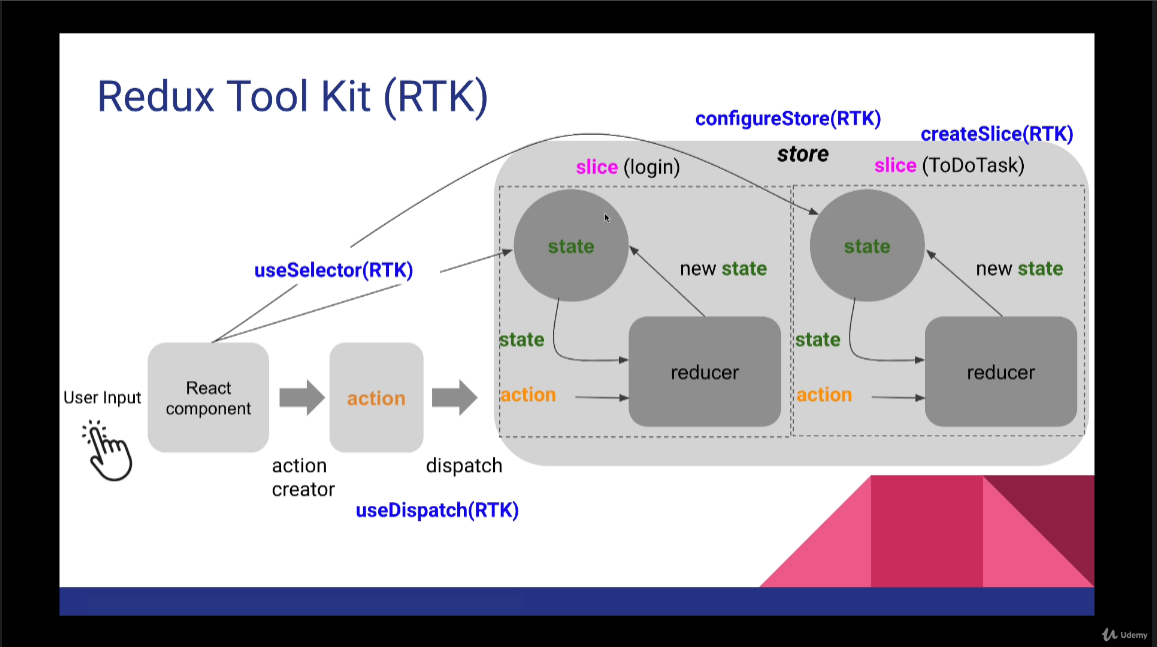 Redux Tool Kit (RTK)
configureStore(RTK)
createSlice(RTK)
store
slice (login)
slice (ToDoTask)
state
state
useSelector(RTK)
new state
new state
state
state
reducer
reducer
User Input
React
component
action
action
action
action
creator
dispatch
useDispatch(RTK)
Udemy